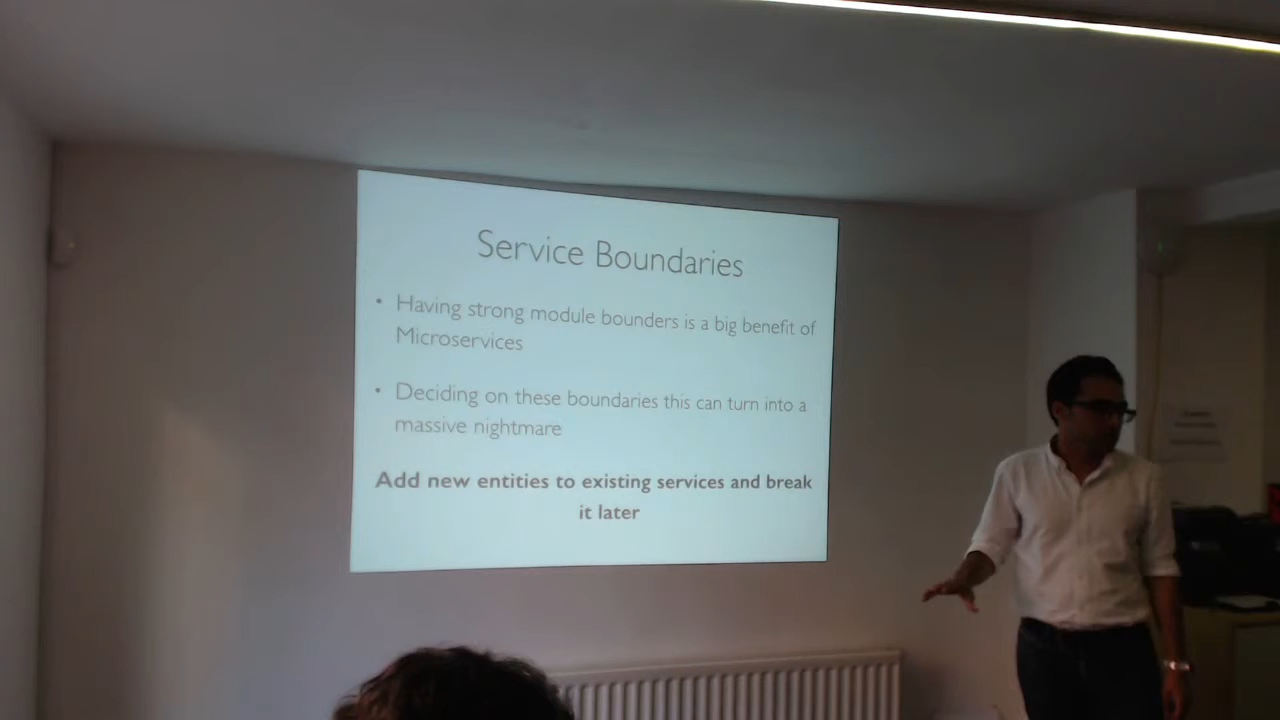 Service Boundaries
• Having strong module bounders is a big benefit of
Microservices
• Deciding on these boundaries this can turn into a
massive nightmare
Add new entities to existing services and break
it later